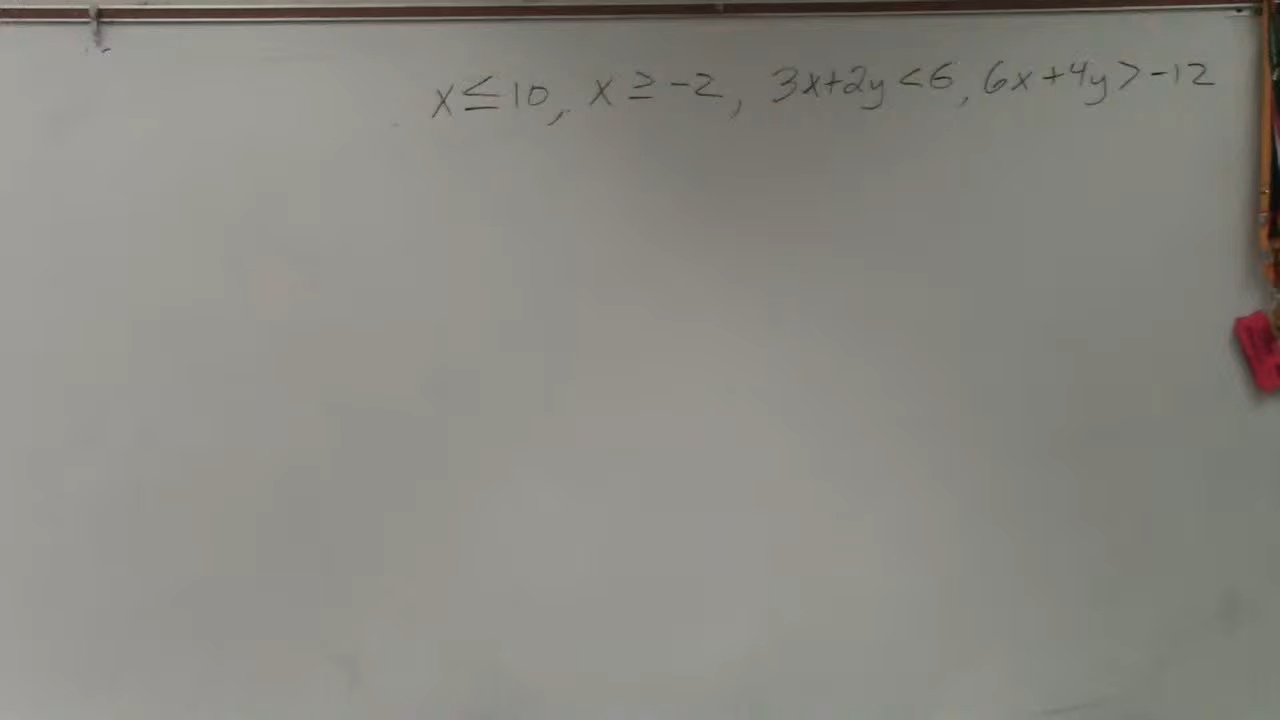 x ≤ 10, x ≥ -2, 3x+2y < 6, 6x+4y > -12